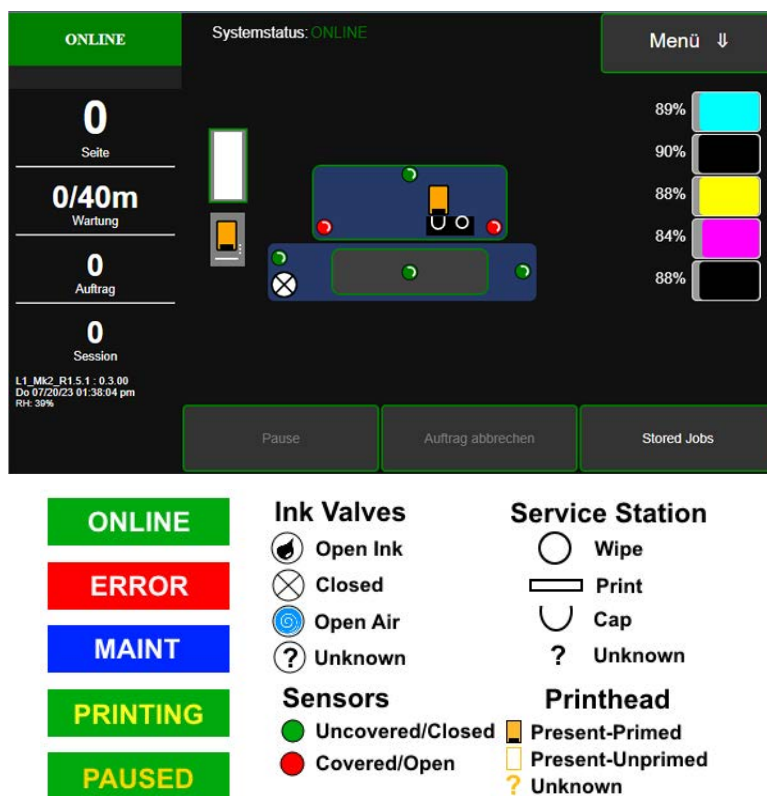 ONLINE
Systemstatus: ONLINE
Menü ⇓
0
Seite
0/40m
Wartung
0
Auftrag
0
Session
L1_Mk2_R1.5.1 : 0.3.00
Do 07/20/23 01:38:04 pm
RH: 39%
89%
90%
88%
84%
88%
Pause
Auftrag abbrechen
Stored Jobs
ONLINE
ERROR
MAINT
PRINTING
PAUSED
Ink Valves
Open Ink
Closed
Open Air
? Unknown
Sensors
Uncovered/Closed
Covered/Open
Service Station
Wipe
Print
Cap
? Unknown
Printhead
Present-Primed
Present-Unprimed
? Unknown